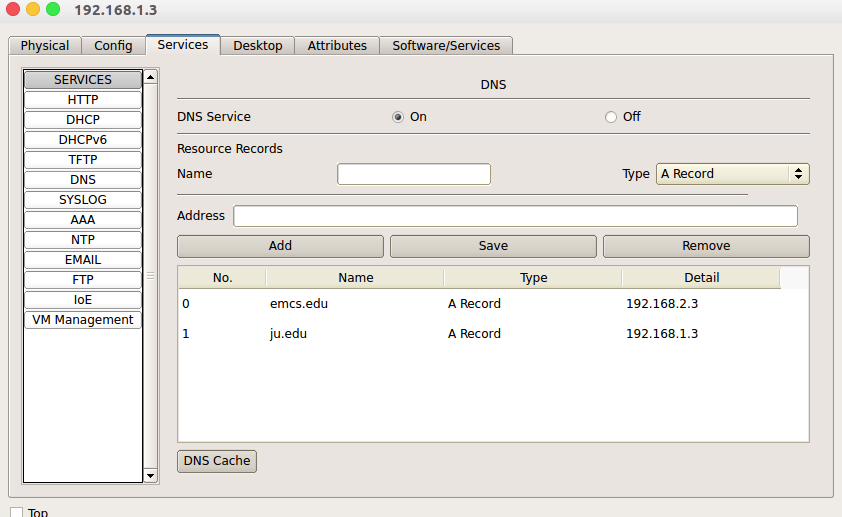 192.168.1.3
Physical Config Services Desktop Attributes Software/Services
SERVICES
HTTP
DHCP
DHCPv6
TFTP
DNS
SYSLOG
AAA
NTP
EMAIL
FTP
IoE
VM Management
DNS
DNS Service On Off
Resource Records
Name Type A Record
Address
Add Save Remove
No. Name Type Detail
0 emcs.edu A Record 192.168.2.3
1 ju.edu A Record 192.168.1.3
DNS Cache
Top